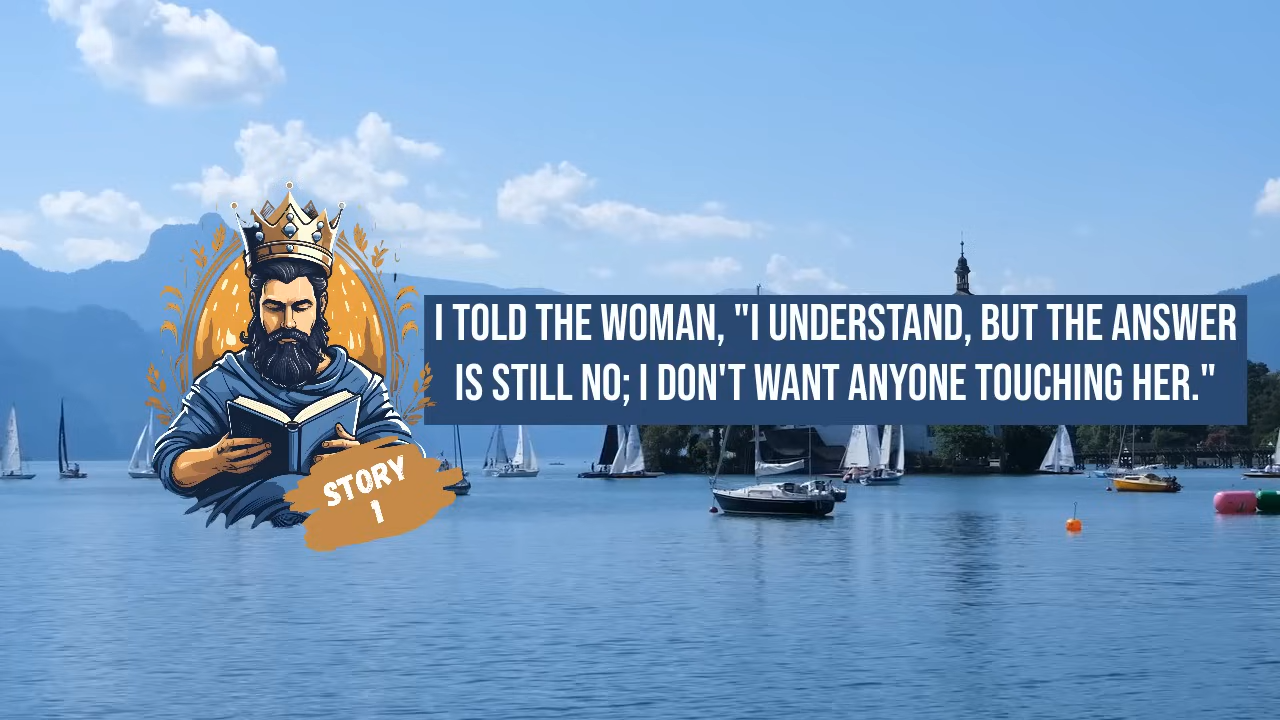 I TOLD THE WOMAN, "I UNDERSTAND, BUT THE ANSWER
IS STILL NO; I DON'T WANT ANYONE TOUCHING HER."
STORY
1